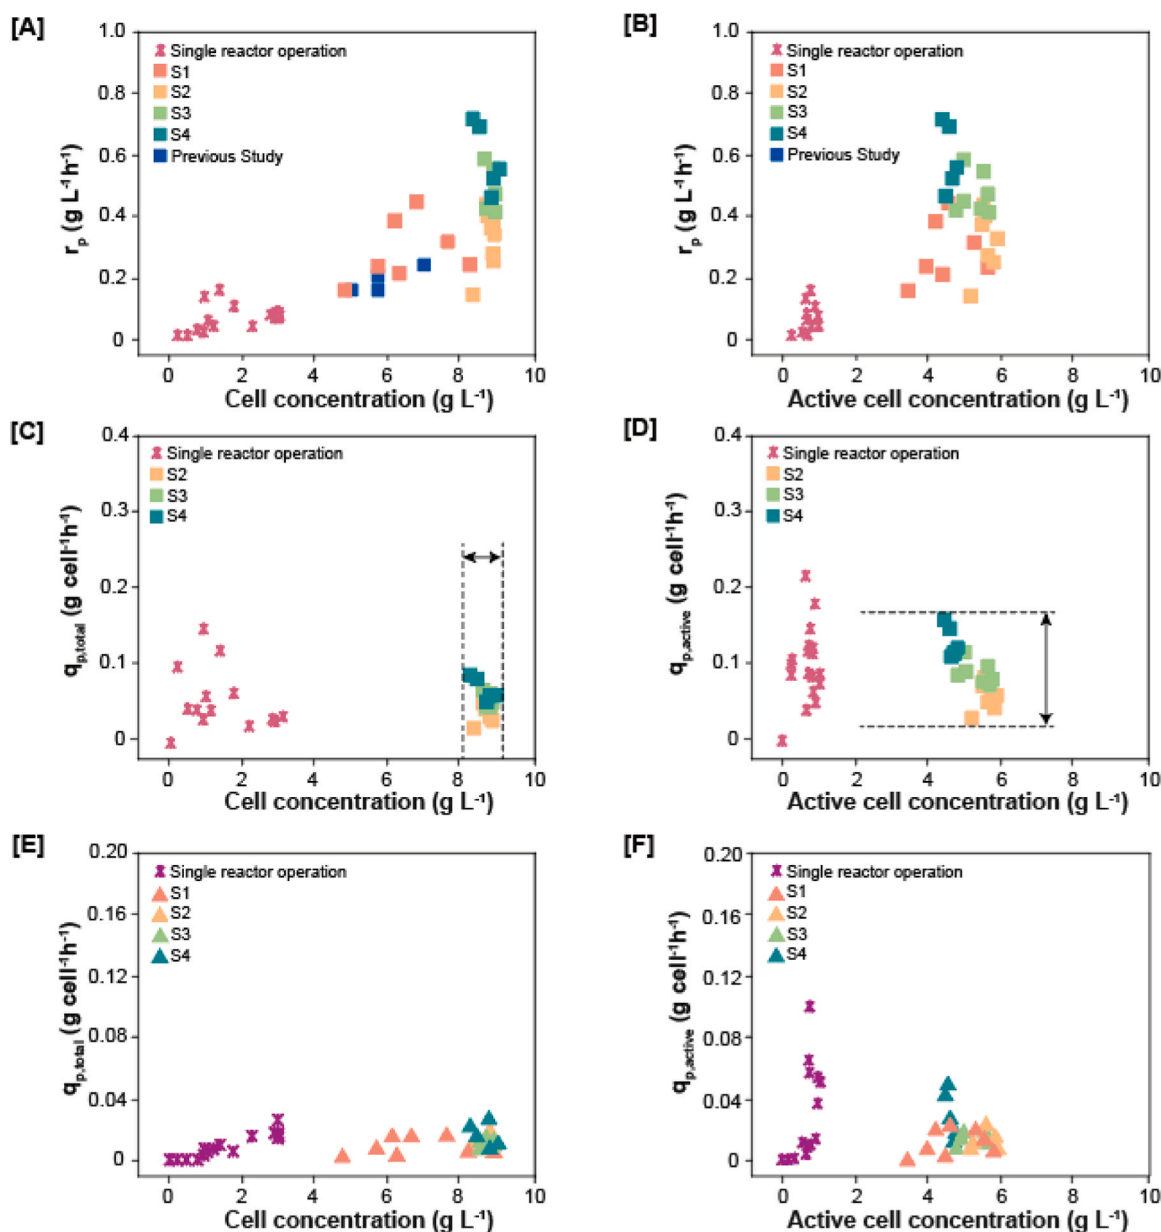 [A]
1.0
0.8
0.6
0.4
0.2
0
rp (g L-1h-1)
Single reactor operation
S1
S2
S3
S4
Previous Study
0 2 4 6 8 10
Cell concentration (g L-1)
[B]
1.0
0.8
0.6
0.4
0.2
0
rp (g L-1h-1)
Single reactor operation
S1
S2
S3
S4
Previous Study
0 2 4 6 8 10
Active cell concentration (g L-1)
[C]
0.4
0.3
0.2
0.1
0
qp,total (g cell-1h-1)
Single reactor operation
S2
S3
S4
0 2 4 6 8 10
Cell concentration (g L-1)
[D]
0.4
0.3
0.2
0.1
0
qp,active (g cell-1h-1)
Single reactor operation
S2
S3
S4
0 2 4 6 8 10
Active cell concentration (g L-1)
[E]
0.20
0.16
0.12
0.08
0.04
0
qp,total (g cell-1h-1)
Single reactor operation
S1
S2
S3
S4
0 2 4 6 8 10
Cell concentration (g L-1)
[F]
0.20
0.16
0.12
0.08
0.04
0
qp,active (g cell-1h-1)
Single reactor operation
S1
S2
S3
S4
0 2 4 6 8 10
Active cell concentration (g L-1)